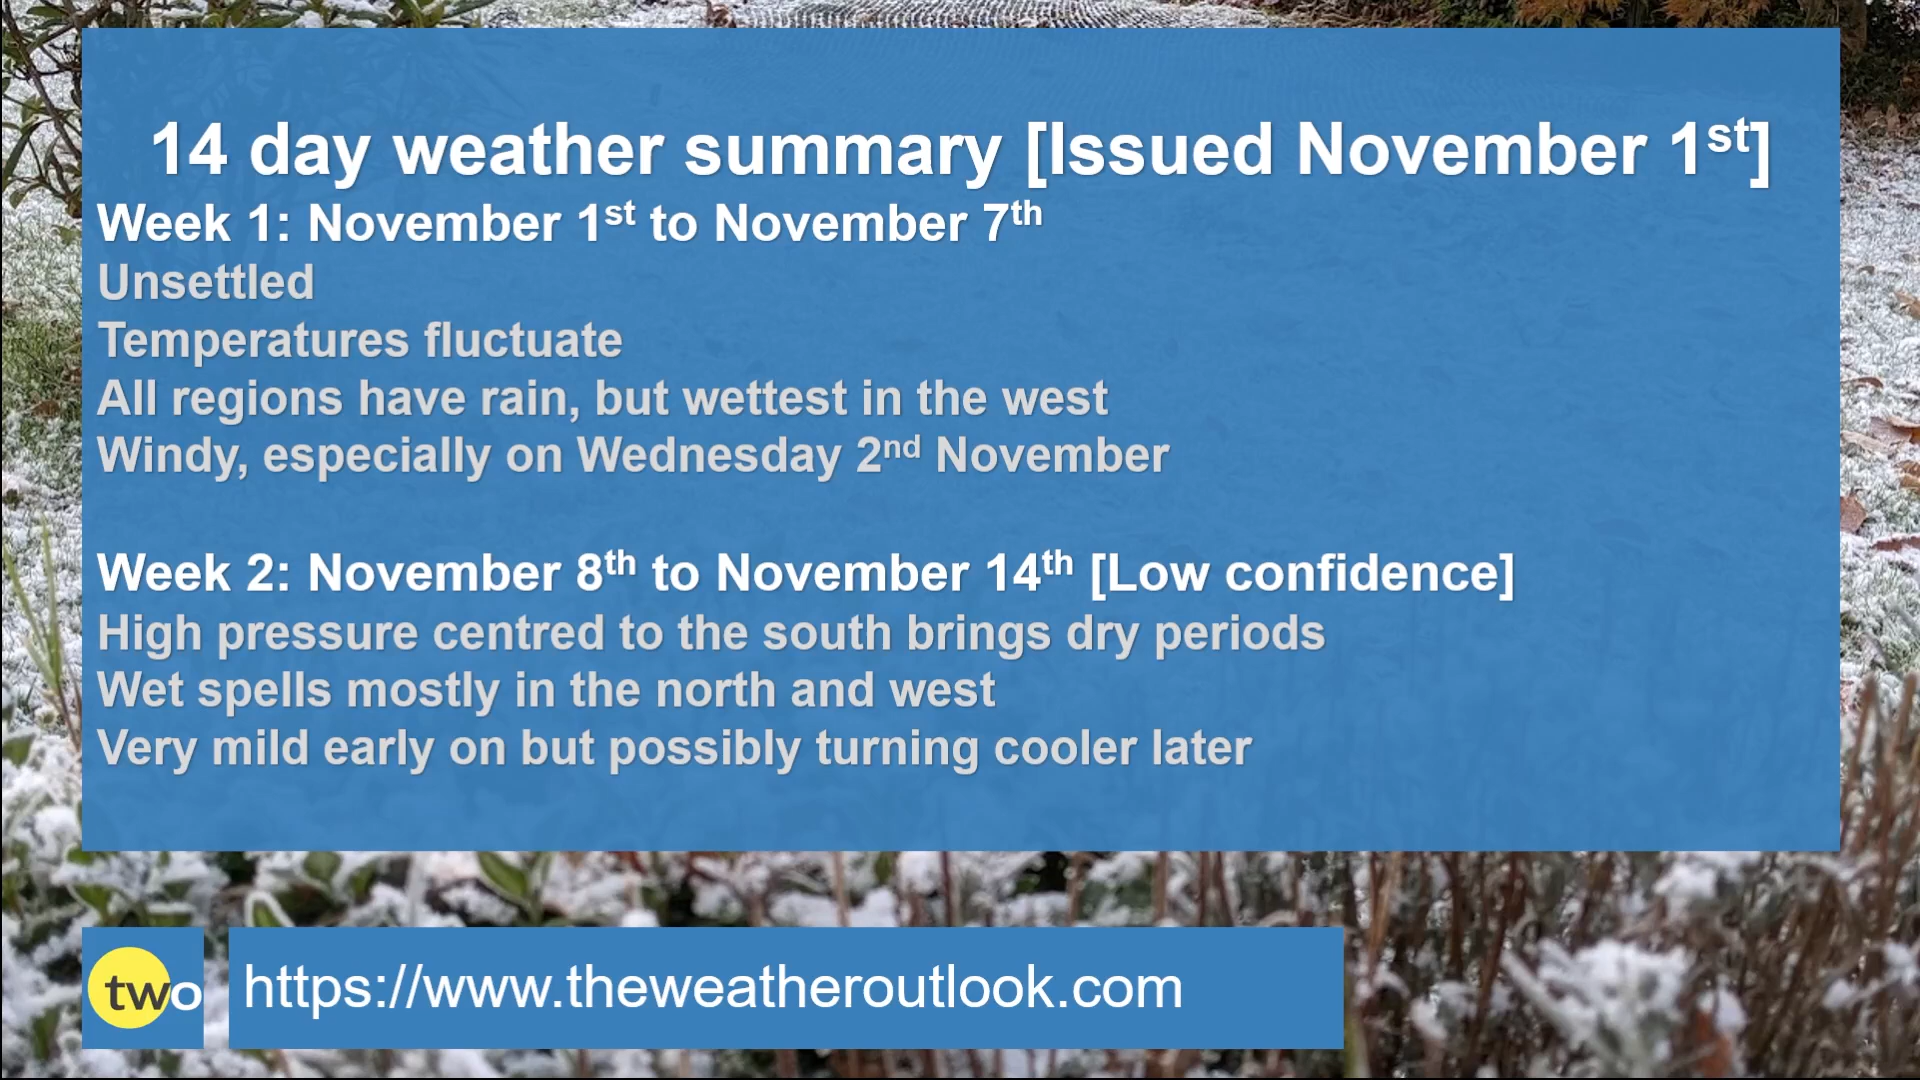 14 day weather summary [Issued November 1st]
Week 1: November 1st to November 7th
Unsettled
Temperatures fluctuate
All regions have rain, but wettest in the west
Windy, especially on Wednesday 2nd November
Week 2: November 8th to November 14th [Low confidence]
High pressure centred to the south brings dry periods
Wet spells mostly in the north and west
Very mild early on but possibly turning cooler later
two
https://www.theweatheroutlook.com